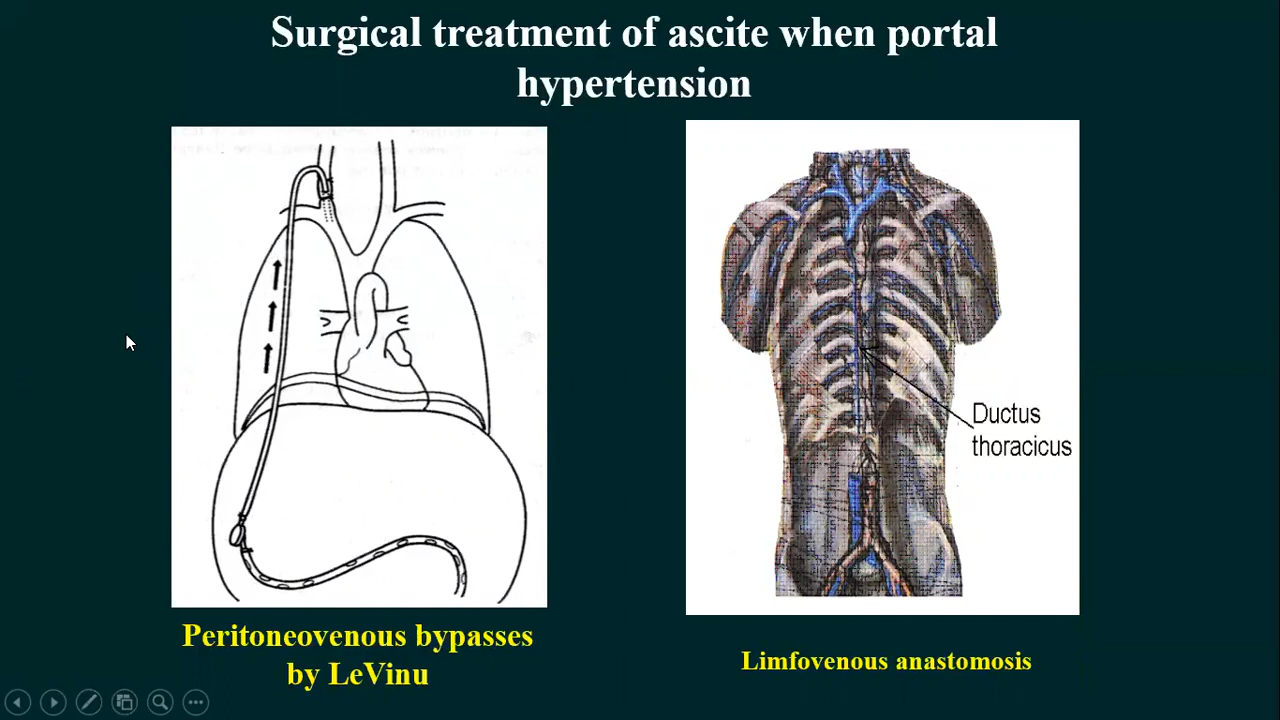 Surgical treatment of ascite when portal
hypertension
Ductus
thoracicus
Peritoneovenous bypasses
by LeVinu
Limfovenous anastomosis